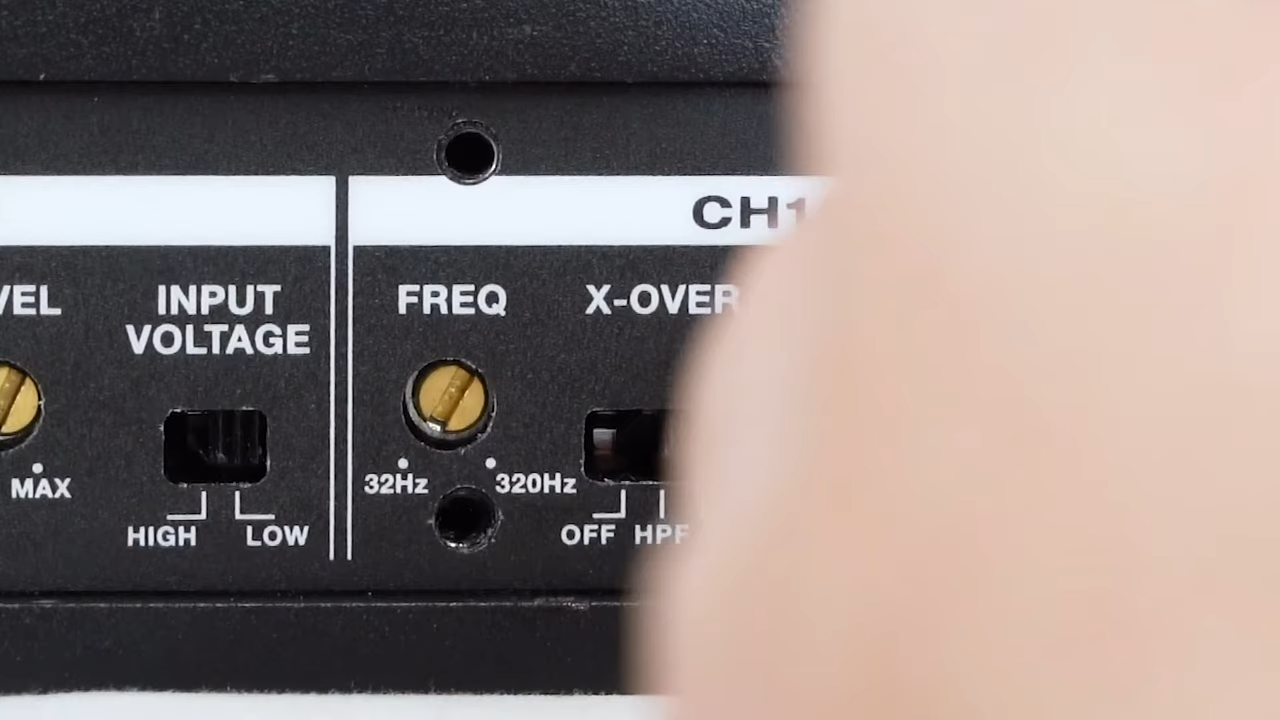 CH1
VEL
INPUT
VOLTAGE
FREQ
X-OVER
MAX
32Hz
320Hz
HIGH
LOW
OFF
HPF